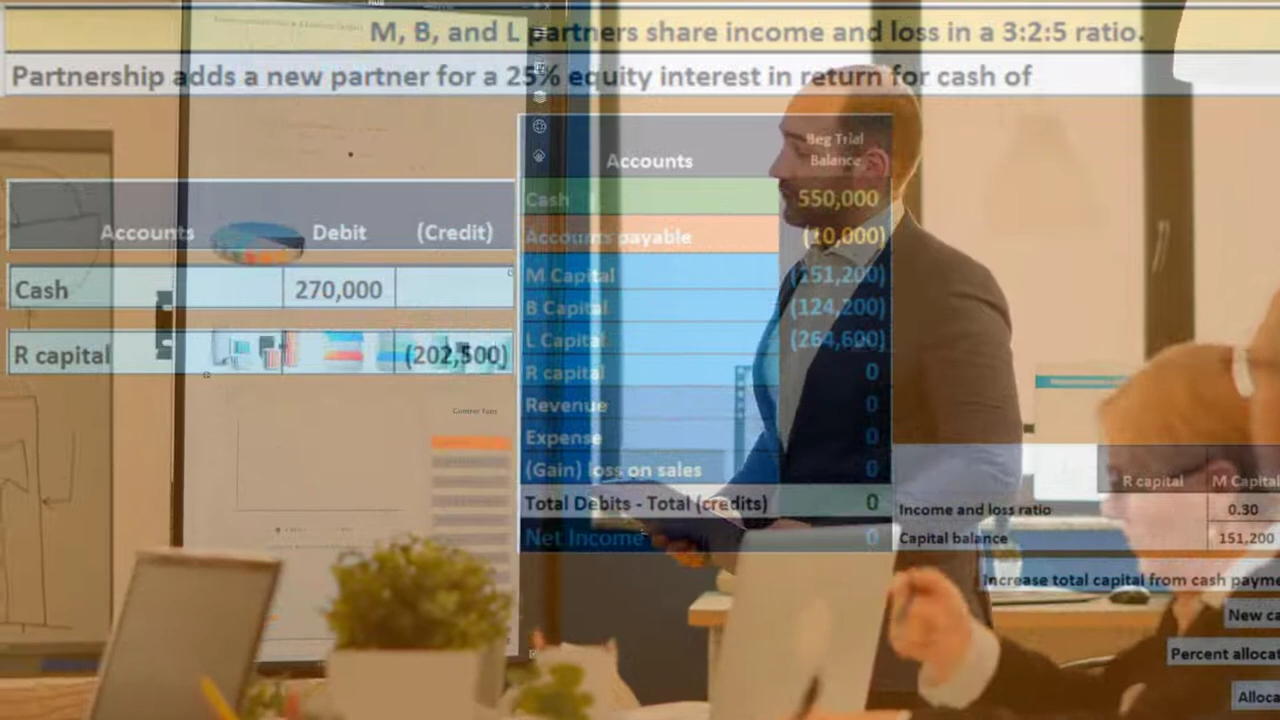 M, B, and L partners share income and loss in a 3:2:5 ratio.
Partnership adds a new partner for a 25% equity interest in return for cash of
Accounts Debit (Credit)
Cash 270,000
R capital (202,500)
Accounts Beg Trial Balance
Cash 550,000
Accounts payable (10,000)
M Capital (151,200)
B Capital (124,200)
L Capital (264,600)
R capital 0
Revenue 0
Expense 0
(Gain) loss on sales 0
Total Debits - Total (credits) 0
Net Income 0
R capital M Capital
Income and loss ratio 0.30
Capital balance 151,200
Increase total capital from cash payme
New ca
Percent allocat
Alloca